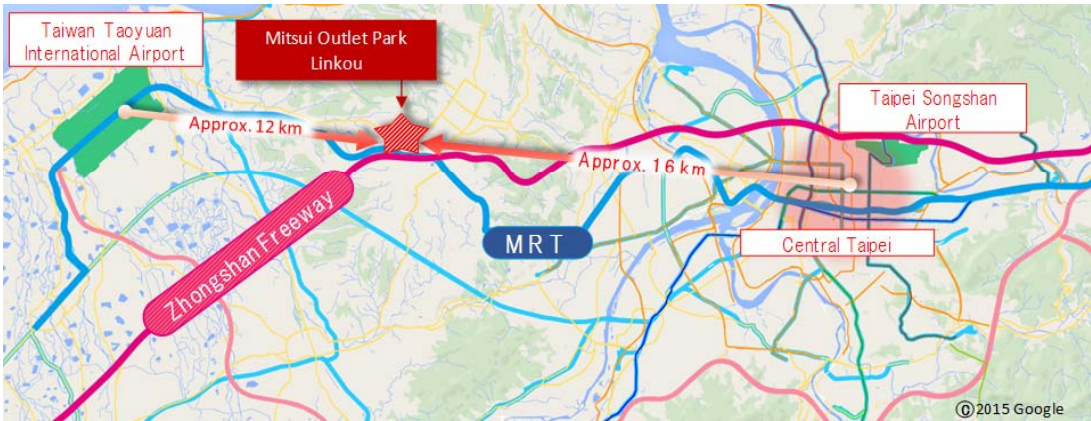 Taiwan Taoyuan
International Airport
Mitsui Outlet Park
Linkou
Taipei Songshan
Airport
Approx. 12 km
Approx. 16 km
Zhongshan Freeway
MRT
Central Taipei
©2015 Google